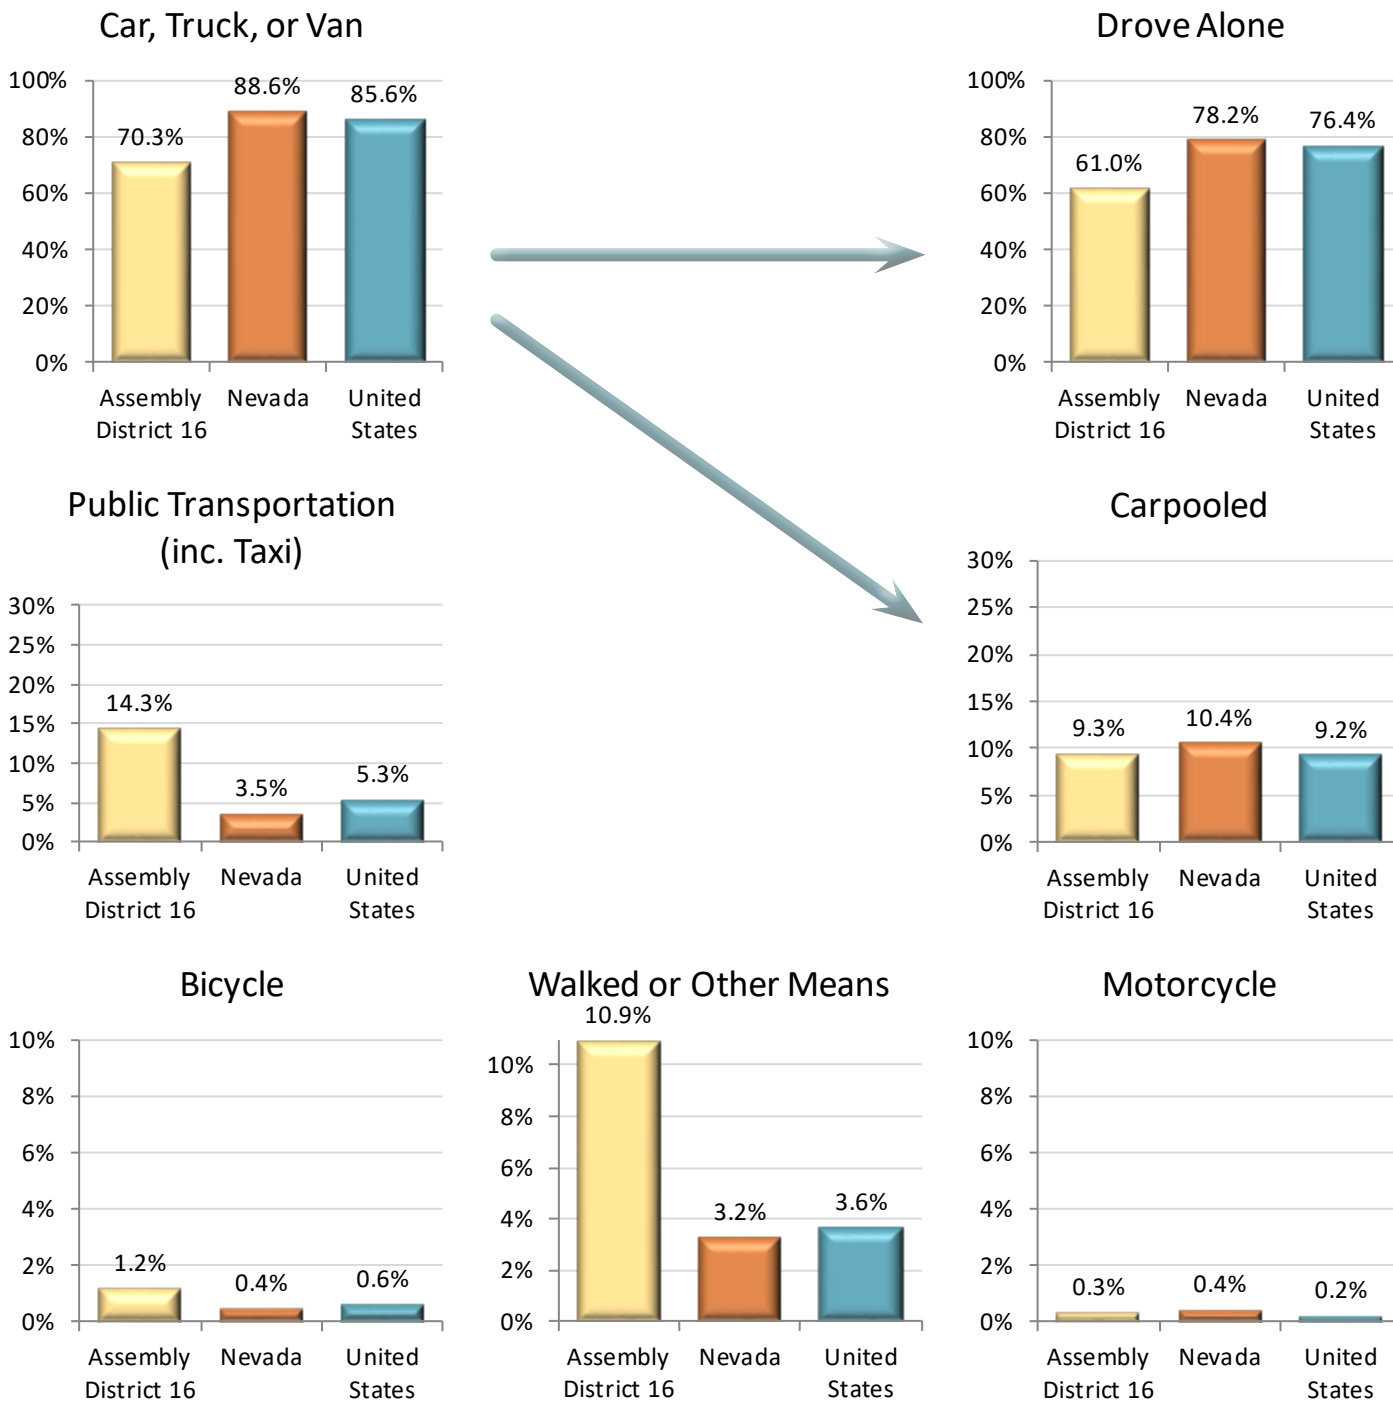 Car, Truck, or Van
100%
80%
60%
40%
20%
0%
70.3%
88.6%
85.6%
Assembly
District 16
Nevada
United
States
Drove Alone
100%
80%
60%
40%
20%
0%
61.0%
78.2%
76.4%
Assembly
District 16
Nevada
United
States
Public Transportation
(inc. Taxi)
30%
25%
20%
15%
10%
5%
0%
14.3%
3.5%
5.3%
Assembly
District 16
Nevada
United
States
Carpooled
30%
25%
20%
15%
10%
5%
0%
9.3%
10.4%
9.2%
Assembly
District 16
Nevada
United
States
Bicycle
10%
8%
6%
4%
2%
0%
1.2%
0.4%
0.6%
Assembly
District 16
Nevada
United
States
Walked or Other Means
10%
8%
6%
4%
2%
0%
10.9%
3.2%
3.6%
Assembly
District 16
Nevada
United
States
Motorcycle
10%
8%
6%
4%
2%
0%
0.3%
0.4%
0.2%
Assembly
District 16
Nevada
United
States